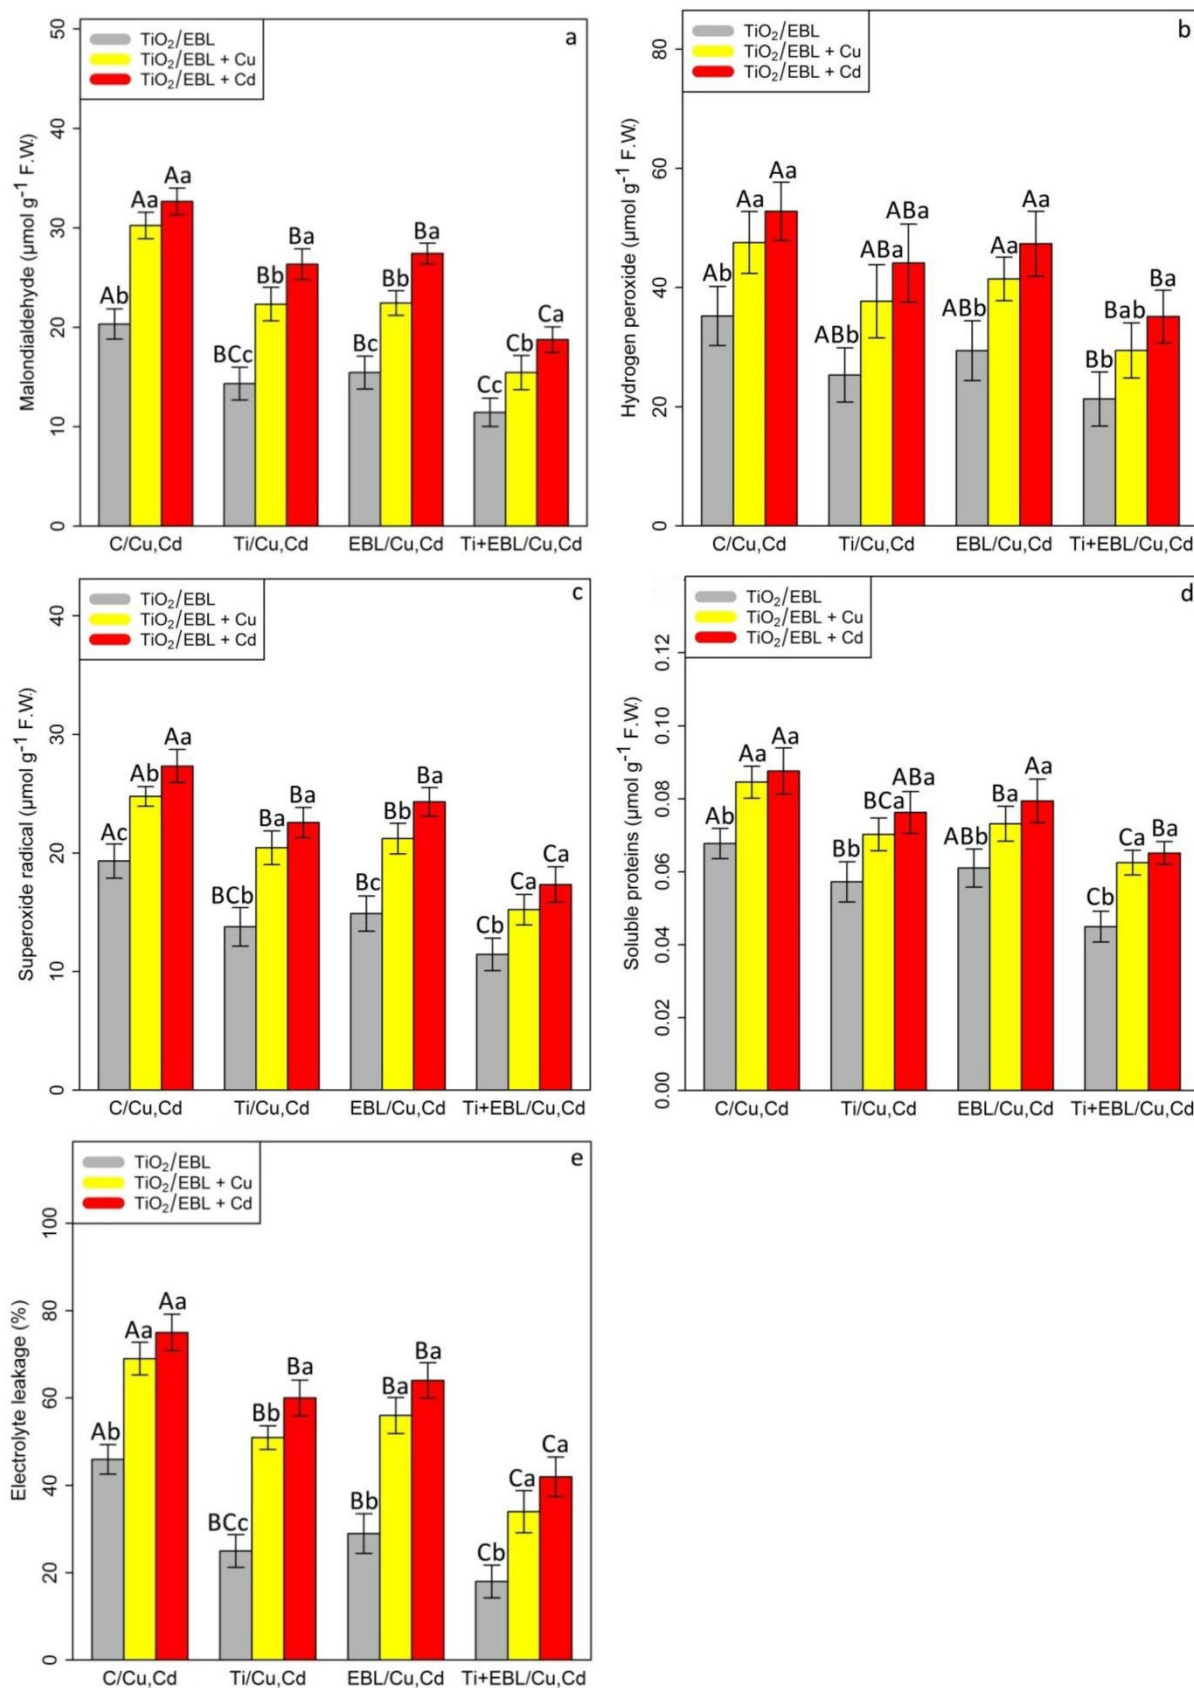 a
TiO₂/EBL
TiO₂/EBL + Cu
TiO₂/EBL + Cd
Malondialdehyde (µmol g⁻¹ F.W.)
50
40
30
20
10
0
Ab Aa Aa
BCc Bb Ba
Bc Bb Ba
Cc Cb Ca
C/Cu,Cd Ti/Cu,Cd EBL/Cu,Cd Ti+EBL/Cu,Cd
b
TiO₂/EBL
TiO₂/EBL + Cu
TiO₂/EBL + Cd
Hydrogen peroxide (µmol g⁻¹ F.W.)
80
60
40
20
0
Ab Aa Aa
ABb ABa ABa
ABb Aa Aa
Bb Bab Ba
C/Cu,Cd Ti/Cu,Cd EBL/Cu,Cd Ti+EBL/Cu,Cd
c
TiO₂/EBL
TiO₂/EBL + Cu
TiO₂/EBL + Cd
Superoxide radical (µmol g⁻¹ F.W.)
40
30
20
10
0
Ac Ab Aa
BCb Ba Ba
Bc Bb Ba
Cb Ca Ca
C/Cu,Cd Ti/Cu,Cd EBL/Cu,Cd Ti+EBL/Cu,Cd
d
TiO₂/EBL
TiO₂/EBL + Cu
TiO₂/EBL + Cd
Soluble proteins (µmol g⁻¹ F.W.)
0.12
0.10
0.08
0.06
0.04
0.02
0.00
Ab Aa Aa
Bb BCa ABa
ABb Ba Aa
Cb Ca Ba
C/Cu,Cd Ti/Cu,Cd EBL/Cu,Cd Ti+EBL/Cu,Cd
e
TiO₂/EBL
TiO₂/EBL + Cu
TiO₂/EBL + Cd
Electrolyte leakage (%)
100
80
60
40
20
0
Ab Aa Aa
BCc Bb Ba
Bb Ba Ba
Cb Ca Ca
C/Cu,Cd Ti/Cu,Cd EBL/Cu,Cd Ti+EBL/Cu,Cd